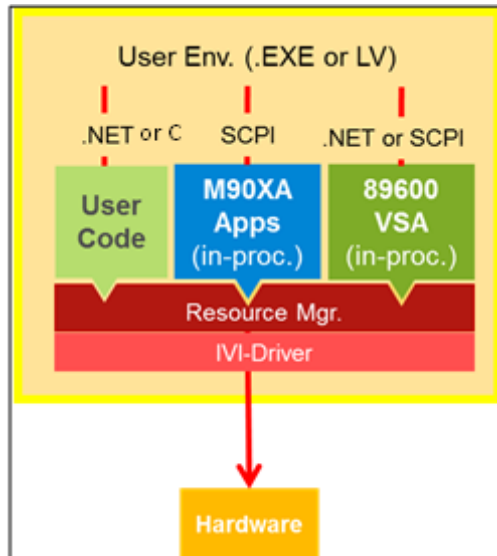 User Env. (.EXE or LV)
.NET or C SCPI .NET or SCPI
User Code
M90XA Apps (in-proc.)
89600 VSA (in-proc.)
Resource Mgr.
IVI-Driver
Hardware